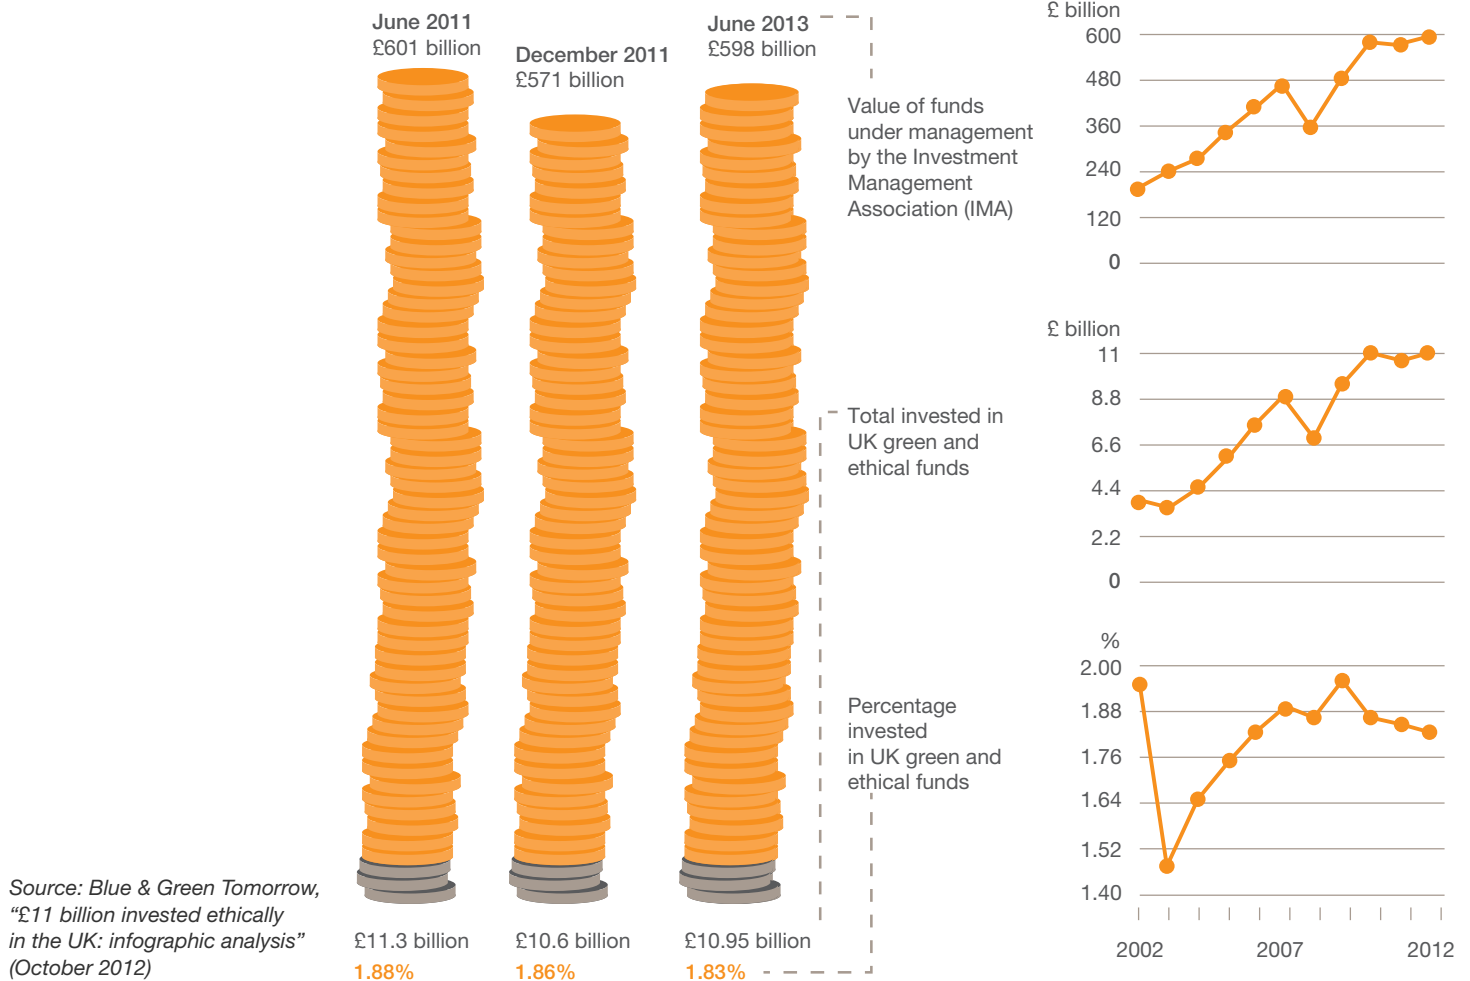 June 2011
£601 billion
December 2011
£571 billion
June 2013
£598 billion
Value of funds
under management
by the Investment
Management
Association (IMA)
Total invested in
UK green and
ethical funds
Percentage
invested
in UK green and
ethical funds
£11.3 billion
1.88%
£10.6 billion
1.86%
£10.95 billion
1.83%
Source: Blue & Green Tomorrow,
“£11 billion invested ethically
in the UK: infographic analysis”
(October 2012)
£ billion
600
480
360
240
120
0
£ billion
11
8.8
6.6
4.4
2.2
0
%
2.00
1.88
1.76
1.64
1.52
1.40
2002
2007
2012